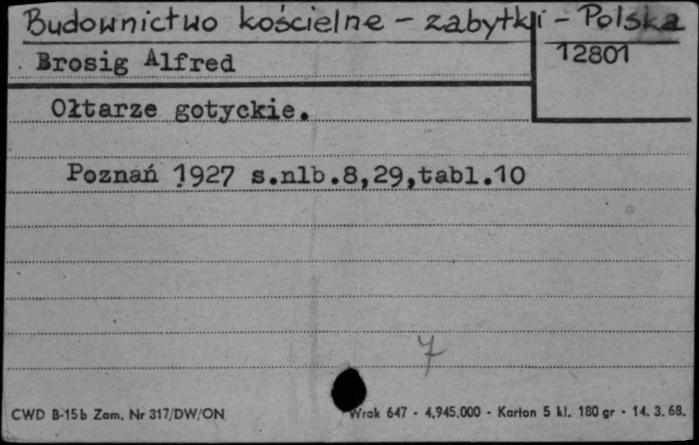 Budownictwo kościelne - zabytki - Polska
Brosig Alfred
12801
Ołtarze gotyckie.
Poznań 1927 s.nlb.8,29,tabl.10
7
CWD B-15b Zam. Nr 317/DW/ON
Wrak 647 - 4.945.000 - Karton 5 kl. 180 gr - 14. 3. 68.